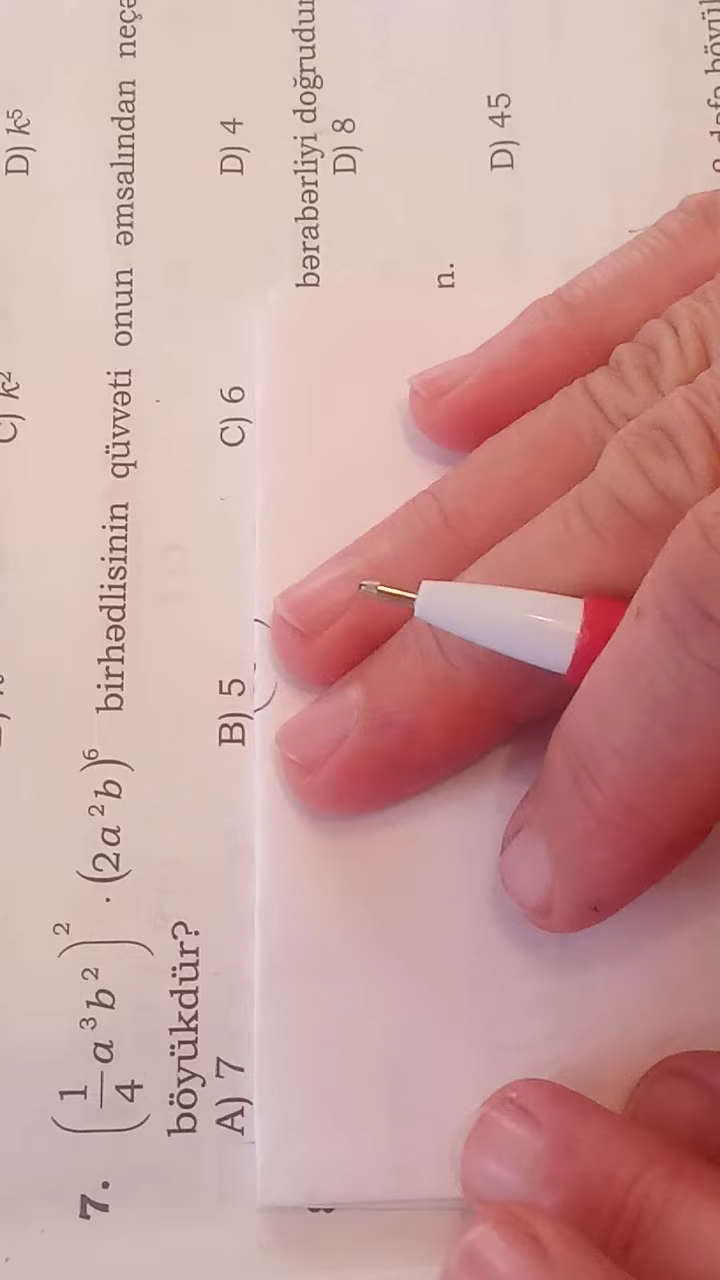 C) k² D) k⁵
7. (1/4 a³b²)² · (2a²b)⁶ birhədlisinin qüvvəti onun əmsalından
böyükdür?
A) 7 B) 5 C) 6 D) 4
bərabərliyi doğrudur
D) 8
n.
D) 45